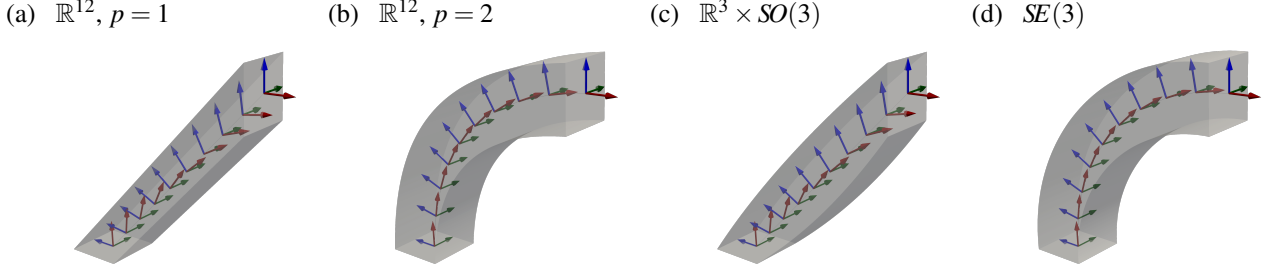 (a) ℝ¹², p = 1 (b) ℝ¹², p = 2 (c) ℝ³ × SO(3) (d) SE(3)